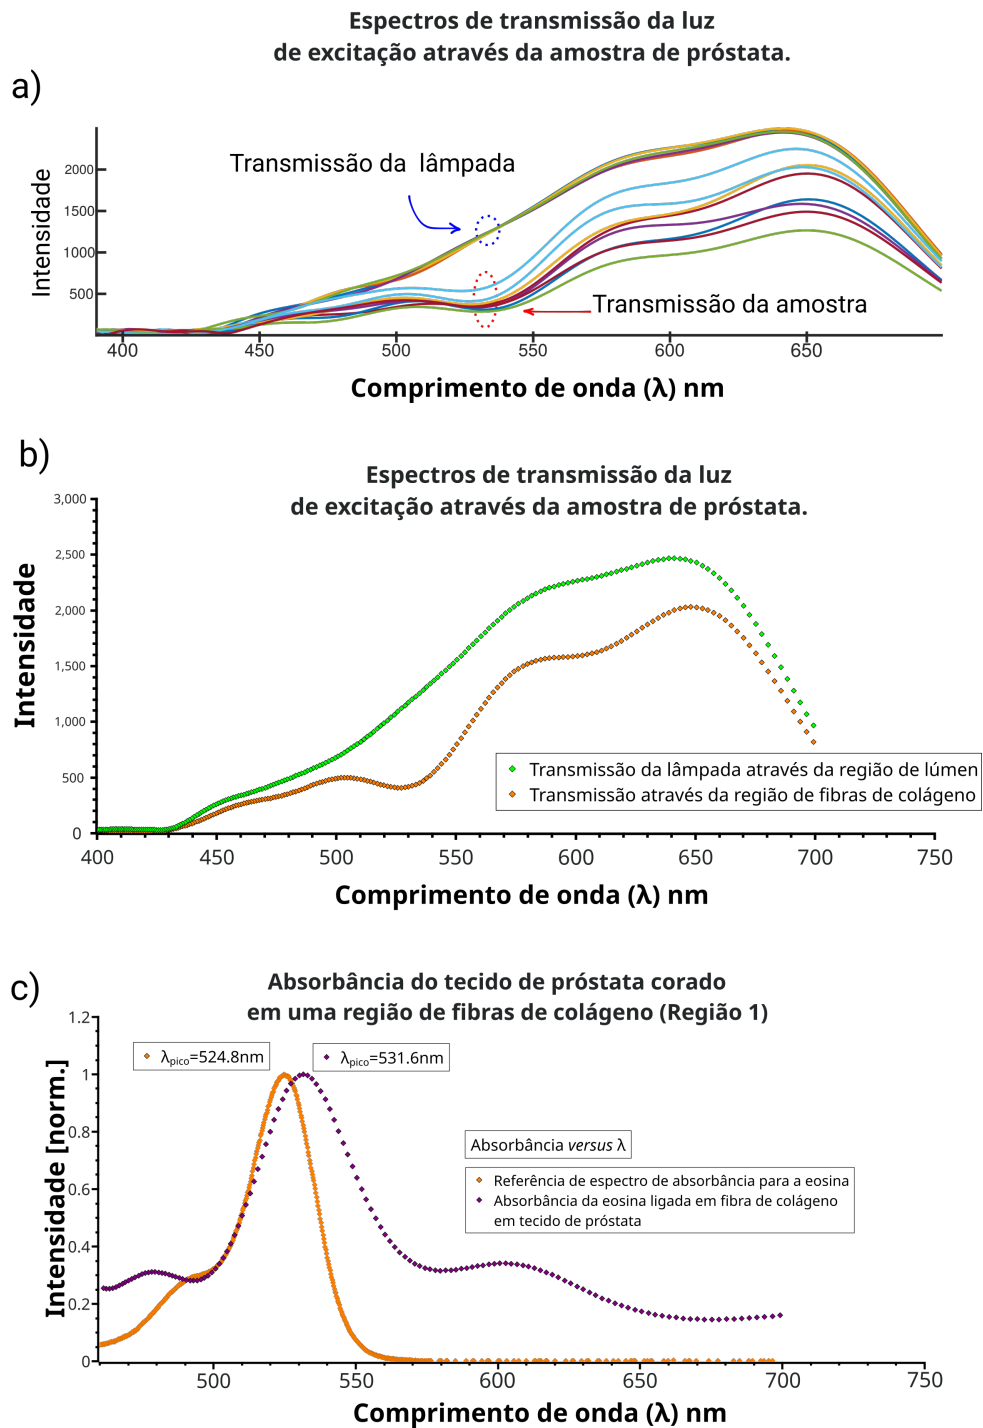 Espectros de transmissão da luz
de excitação através da amostra de próstata.
a)
Transmissão da lâmpada
Transmissão da amostra
Intensidade
2000
1500
1000
500
400
450
500
550
600
650
Comprimento de onda (λ) nm
b)
Espectros de transmissão da luz
de excitação através da amostra de próstata.
Intensidade
3,000
2,500
2,000
1,500
1,000
500
0
Transmissão da lâmpada através da região de lúmen
Transmissão através da região de fibras de colágeno
400
450
500
550
600
650
700
750
Comprimento de onda (λ) nm
c)
Absorbância do tecido de próstata corado
em uma região de fibras de colágeno (Região 1)
Intensidade [norm.]
1.2
1
0.8
0.6
0.4
0.2
0
λpico=524.8nm
λpico=531.6nm
Absorbância versus λ
Referência de espectro de absorbância para a eosina
Absorbância da eosina ligada em fibra de colágeno
em tecido de próstata
500
550
600
650
700
750
Comprimento de onda (λ) nm